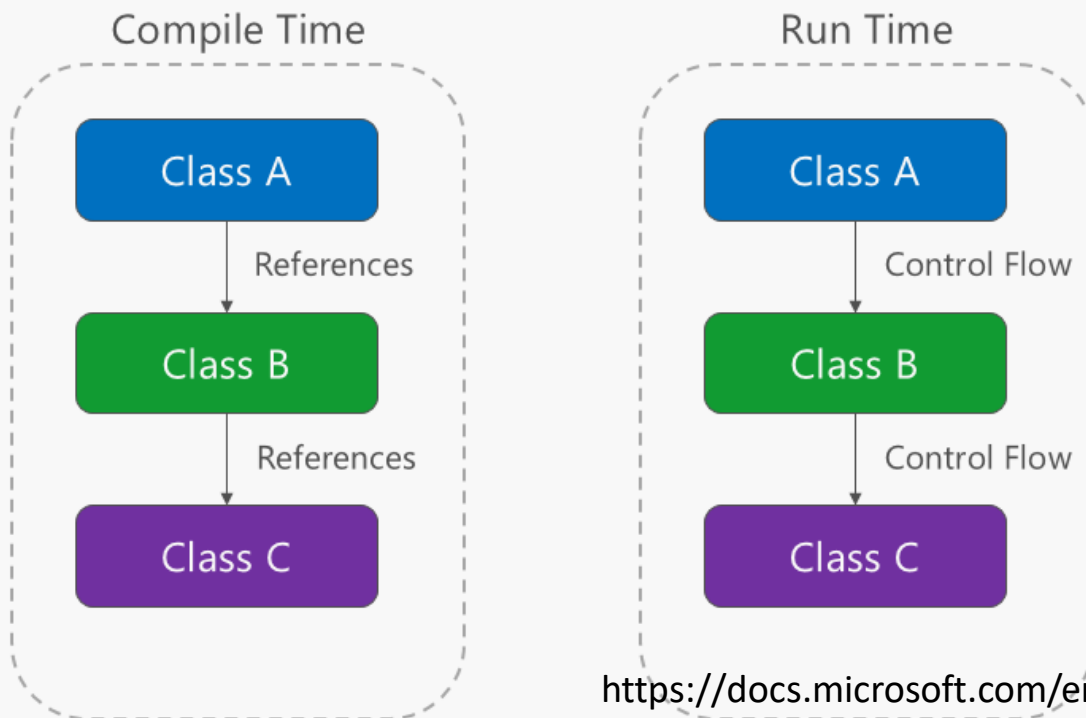 Compile Time
Class A
References
Class B
References
Class C
Run Time
Class A
Control Flow
Class B
Control Flow
Class C
https://docs.microsoft.com/